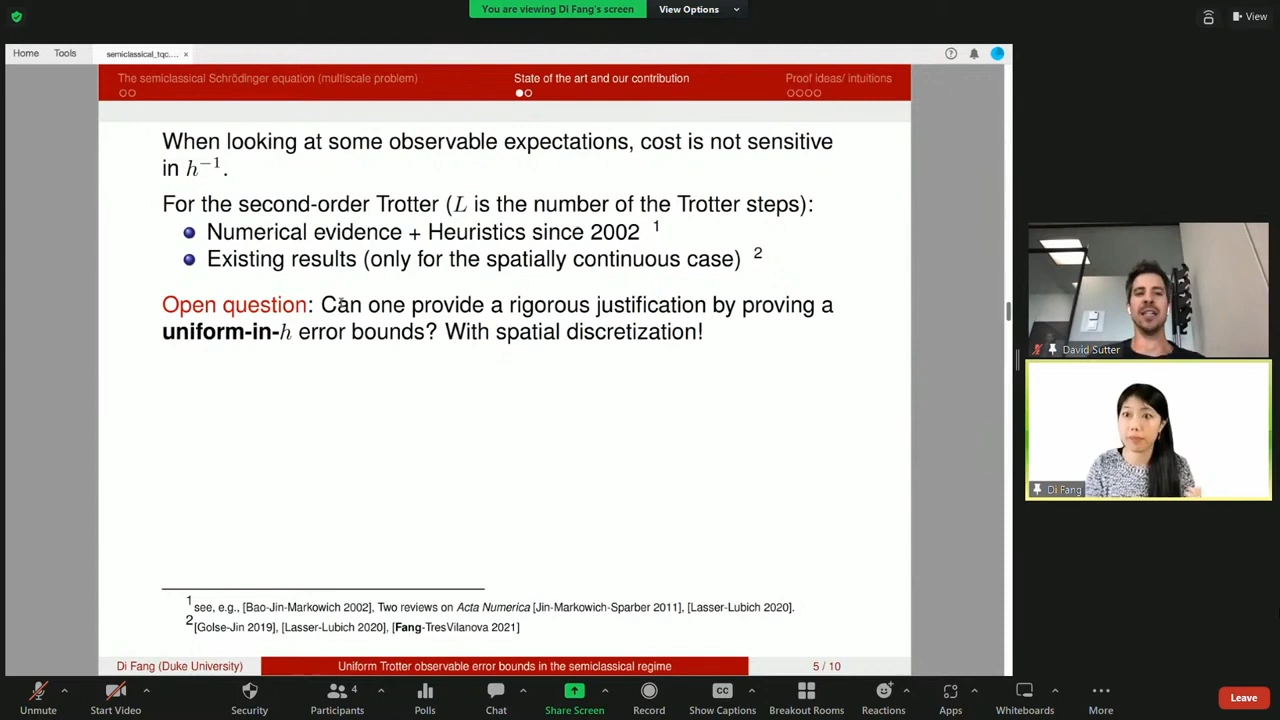 You are viewing Di Fang's screen View Options
View
Home Tools semiclassical_tqc.... ×
The semiclassical Schrödinger equation (multiscale problem) State of the art and our contribution Proof ideas/ intuitions
When looking at some observable expectations, cost is not sensitive
in h⁻¹.
For the second-order Trotter (L is the number of the Trotter steps):
Numerical evidence + Heuristics since 2002 ¹
Existing results (only for the spatially continuous case) ²
Open question: Can one provide a rigorous justification by proving a
uniform-in-h error bounds? With spatial discretization!
David Sutter
Di Fang
¹see, e.g., [Bao-Jin-Markowich 2002], Two reviews on Acta Numerica [Jin-Markowich-Sparber 2011], [Lasser-Lubich 2020].
²[Golse-Jin 2019], [Lasser-Lubich 2020], [Fang-TresVilanova 2021]
Di Fang (Duke University) Uniform Trotter observable error bounds in the semiclassical regime 5 / 10
4
CC
Unmute Start Video Security Participants Polls Chat Share Screen Record Show Captions Breakout Rooms Reactions Apps Whiteboards More Leave